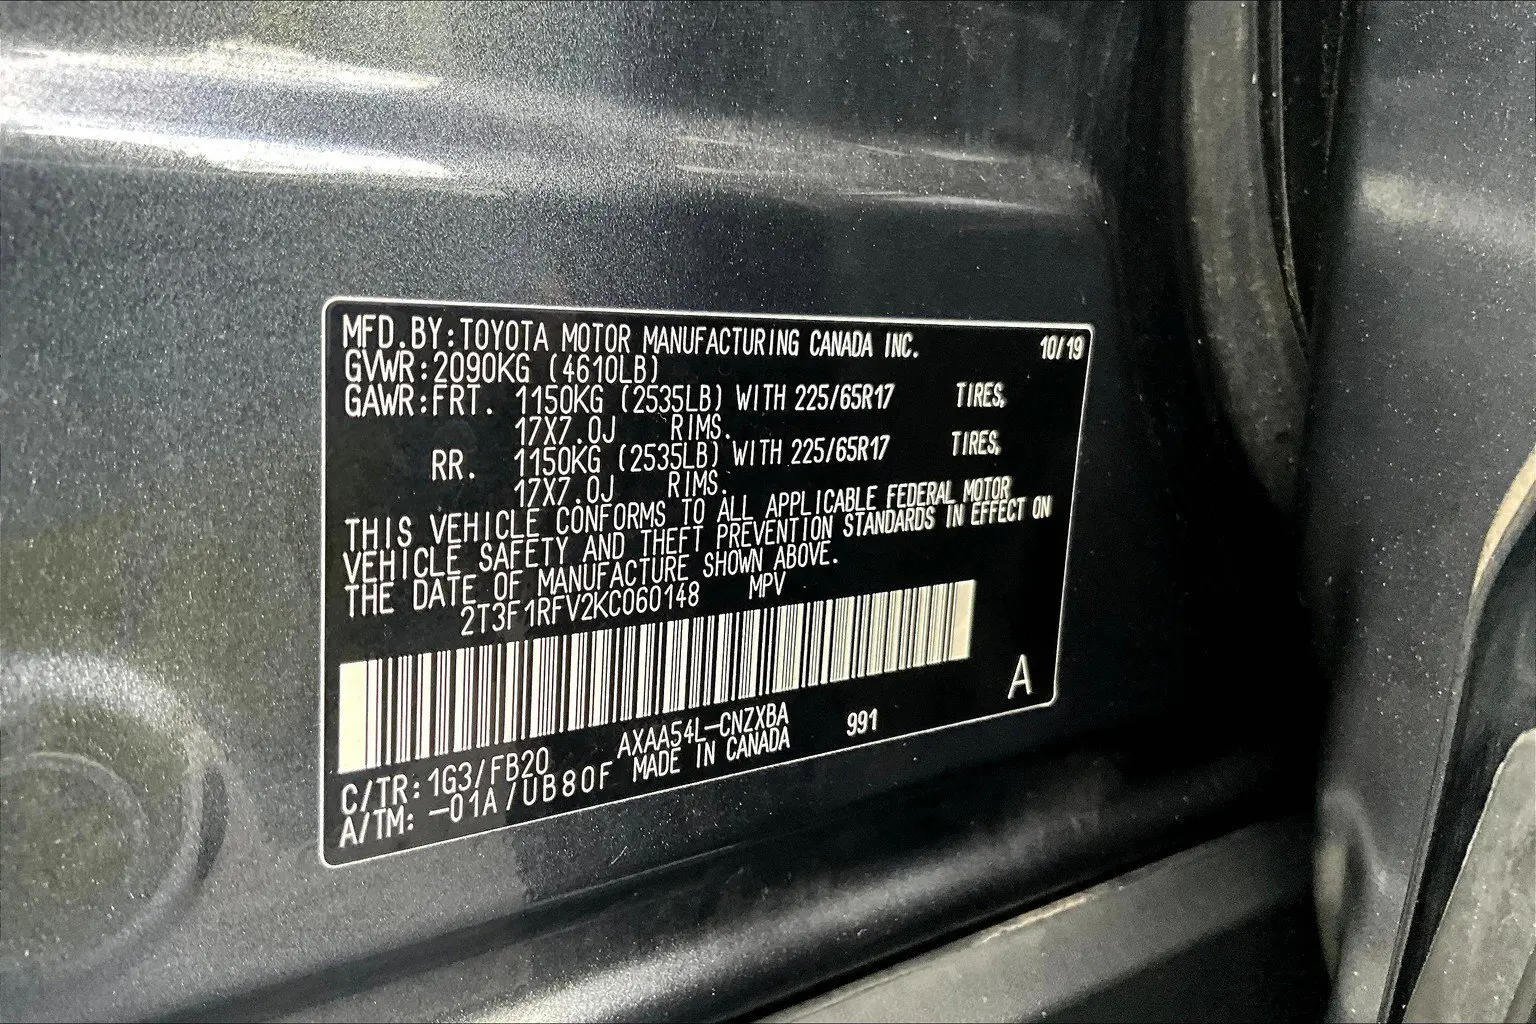 MFD.BY:TOYOTA MOTOR MANUFACTURING CANADA INC. 10/19
GVWR:2090KG (4610LB)
GAWR:FRT. 1150KG (2535LB) WITH 225/65R17 TIRES,
17X7.0J RIMS.
RR. 1150KG (2535LB) WITH 225/65R17 TIRES,
17X7.0J RIMS.
THIS VEHICLE CONFORMS TO ALL APPLICABLE FEDERAL MOTOR
VEHICLE SAFETY AND THEFT PREVENTION STANDARDS IN EFFECT ON
THE DATE OF MANUFACTURE SHOWN ABOVE.
2T3F1RFV2KC060148 MPV
A
C/TR:1G3/FB20 AXAA54L-CNZXBA 991
A/TM:-01A/UB80F MADE IN CANADA